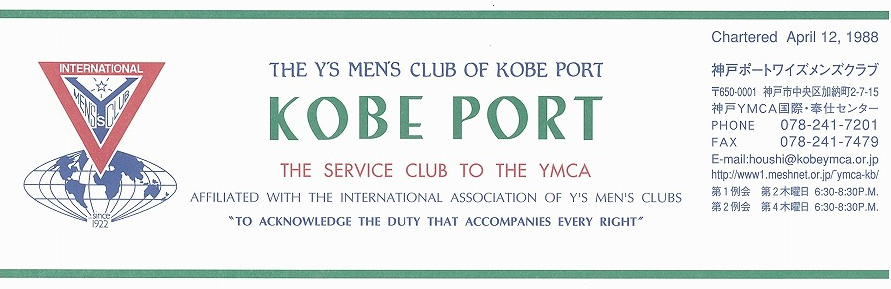 INTERNATIONAL
Y
MEN'S CLUB
since
1922
THE Y'S MEN'S CLUB OF KOBE PORT
KOBE PORT
THE SERVICE CLUB TO THE YMCA
AFFILIATED WITH THE INTERNATIONAL ASSOCIATION OF Y'S MEN'S CLUBS
"TO ACKNOWLEDGE THE DUTY THAT ACCOMPANIES EVERY RIGHT"
Chartered April 12, 1988
神戸ポートワイズメンズクラブ
〒650-0001 神戸市中央区加納町2-7-15
神戸YMCA国際・奉仕センター
PHONE 078-241-7201
FAX 078-241-7479
E-mail:houshi@kobeymca.or.jp
http://www1.meshnet.or.jp/~ymca-kb/
第1例会 第2木曜日 6:30-8:30P.M.
第2例会 第4木曜日 6:30-8:30P.M.